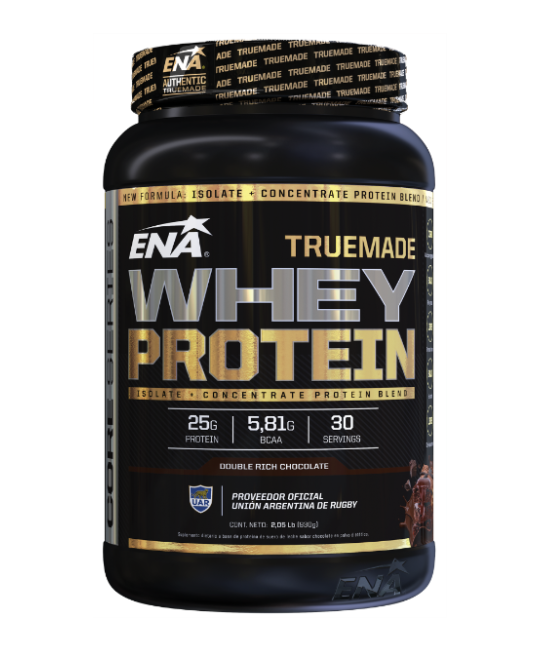 TRUEMADE TRUEMADE
ENA
AUTHENTIC
TRUEMADE
NEW FORMULA: ISOLATE + CONCENTRATE PROTEIN BLEND
ENA®
TRUEMADE
WHEY
PROTEIN
ISOLATE + CONCENTRATE PROTEIN BLEND
25G
PROTEIN
5,81G
BCAA
30
SERVINGS
DOUBLE RICH CHOCOLATE
UAR
PROVEEDOR OFICIAL
UNIÓN ARGENTINA DE RUGBY
CONT. NETO: 2,05 Lb (930g)
ENA